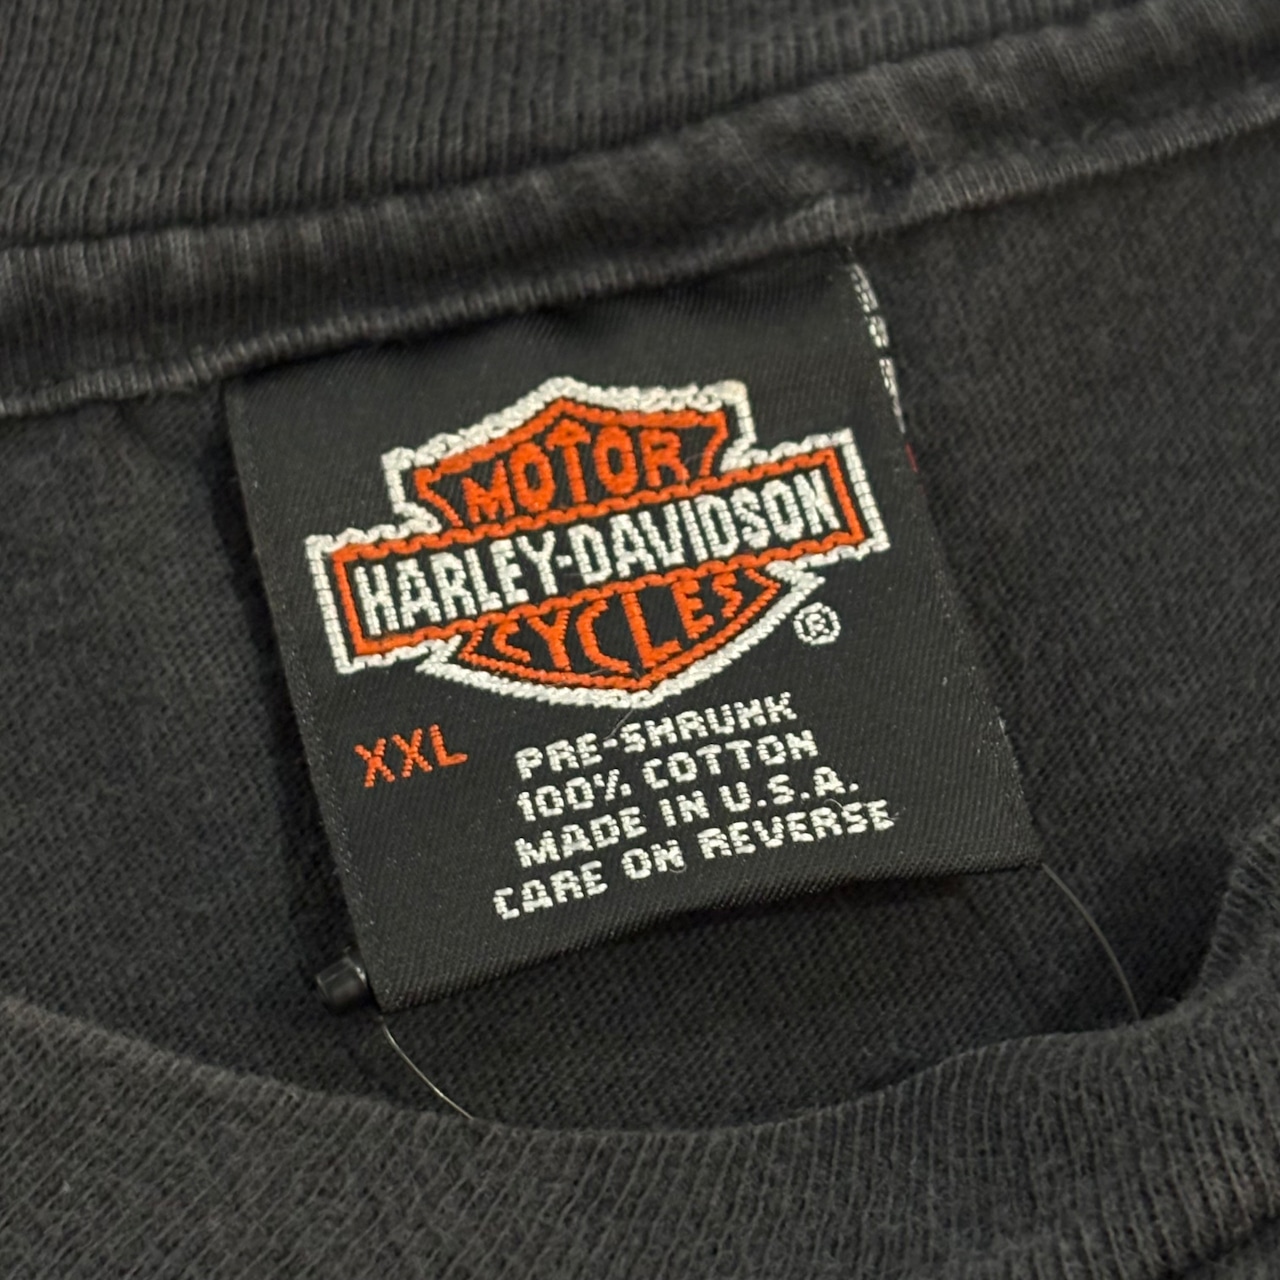 MOTOR
HARLEY-DAVIDSON
CYCLES
®
XXL
PRE-SHRUNK
100% COTTON
MADE IN U.S.A.
CARE ON REVERSE